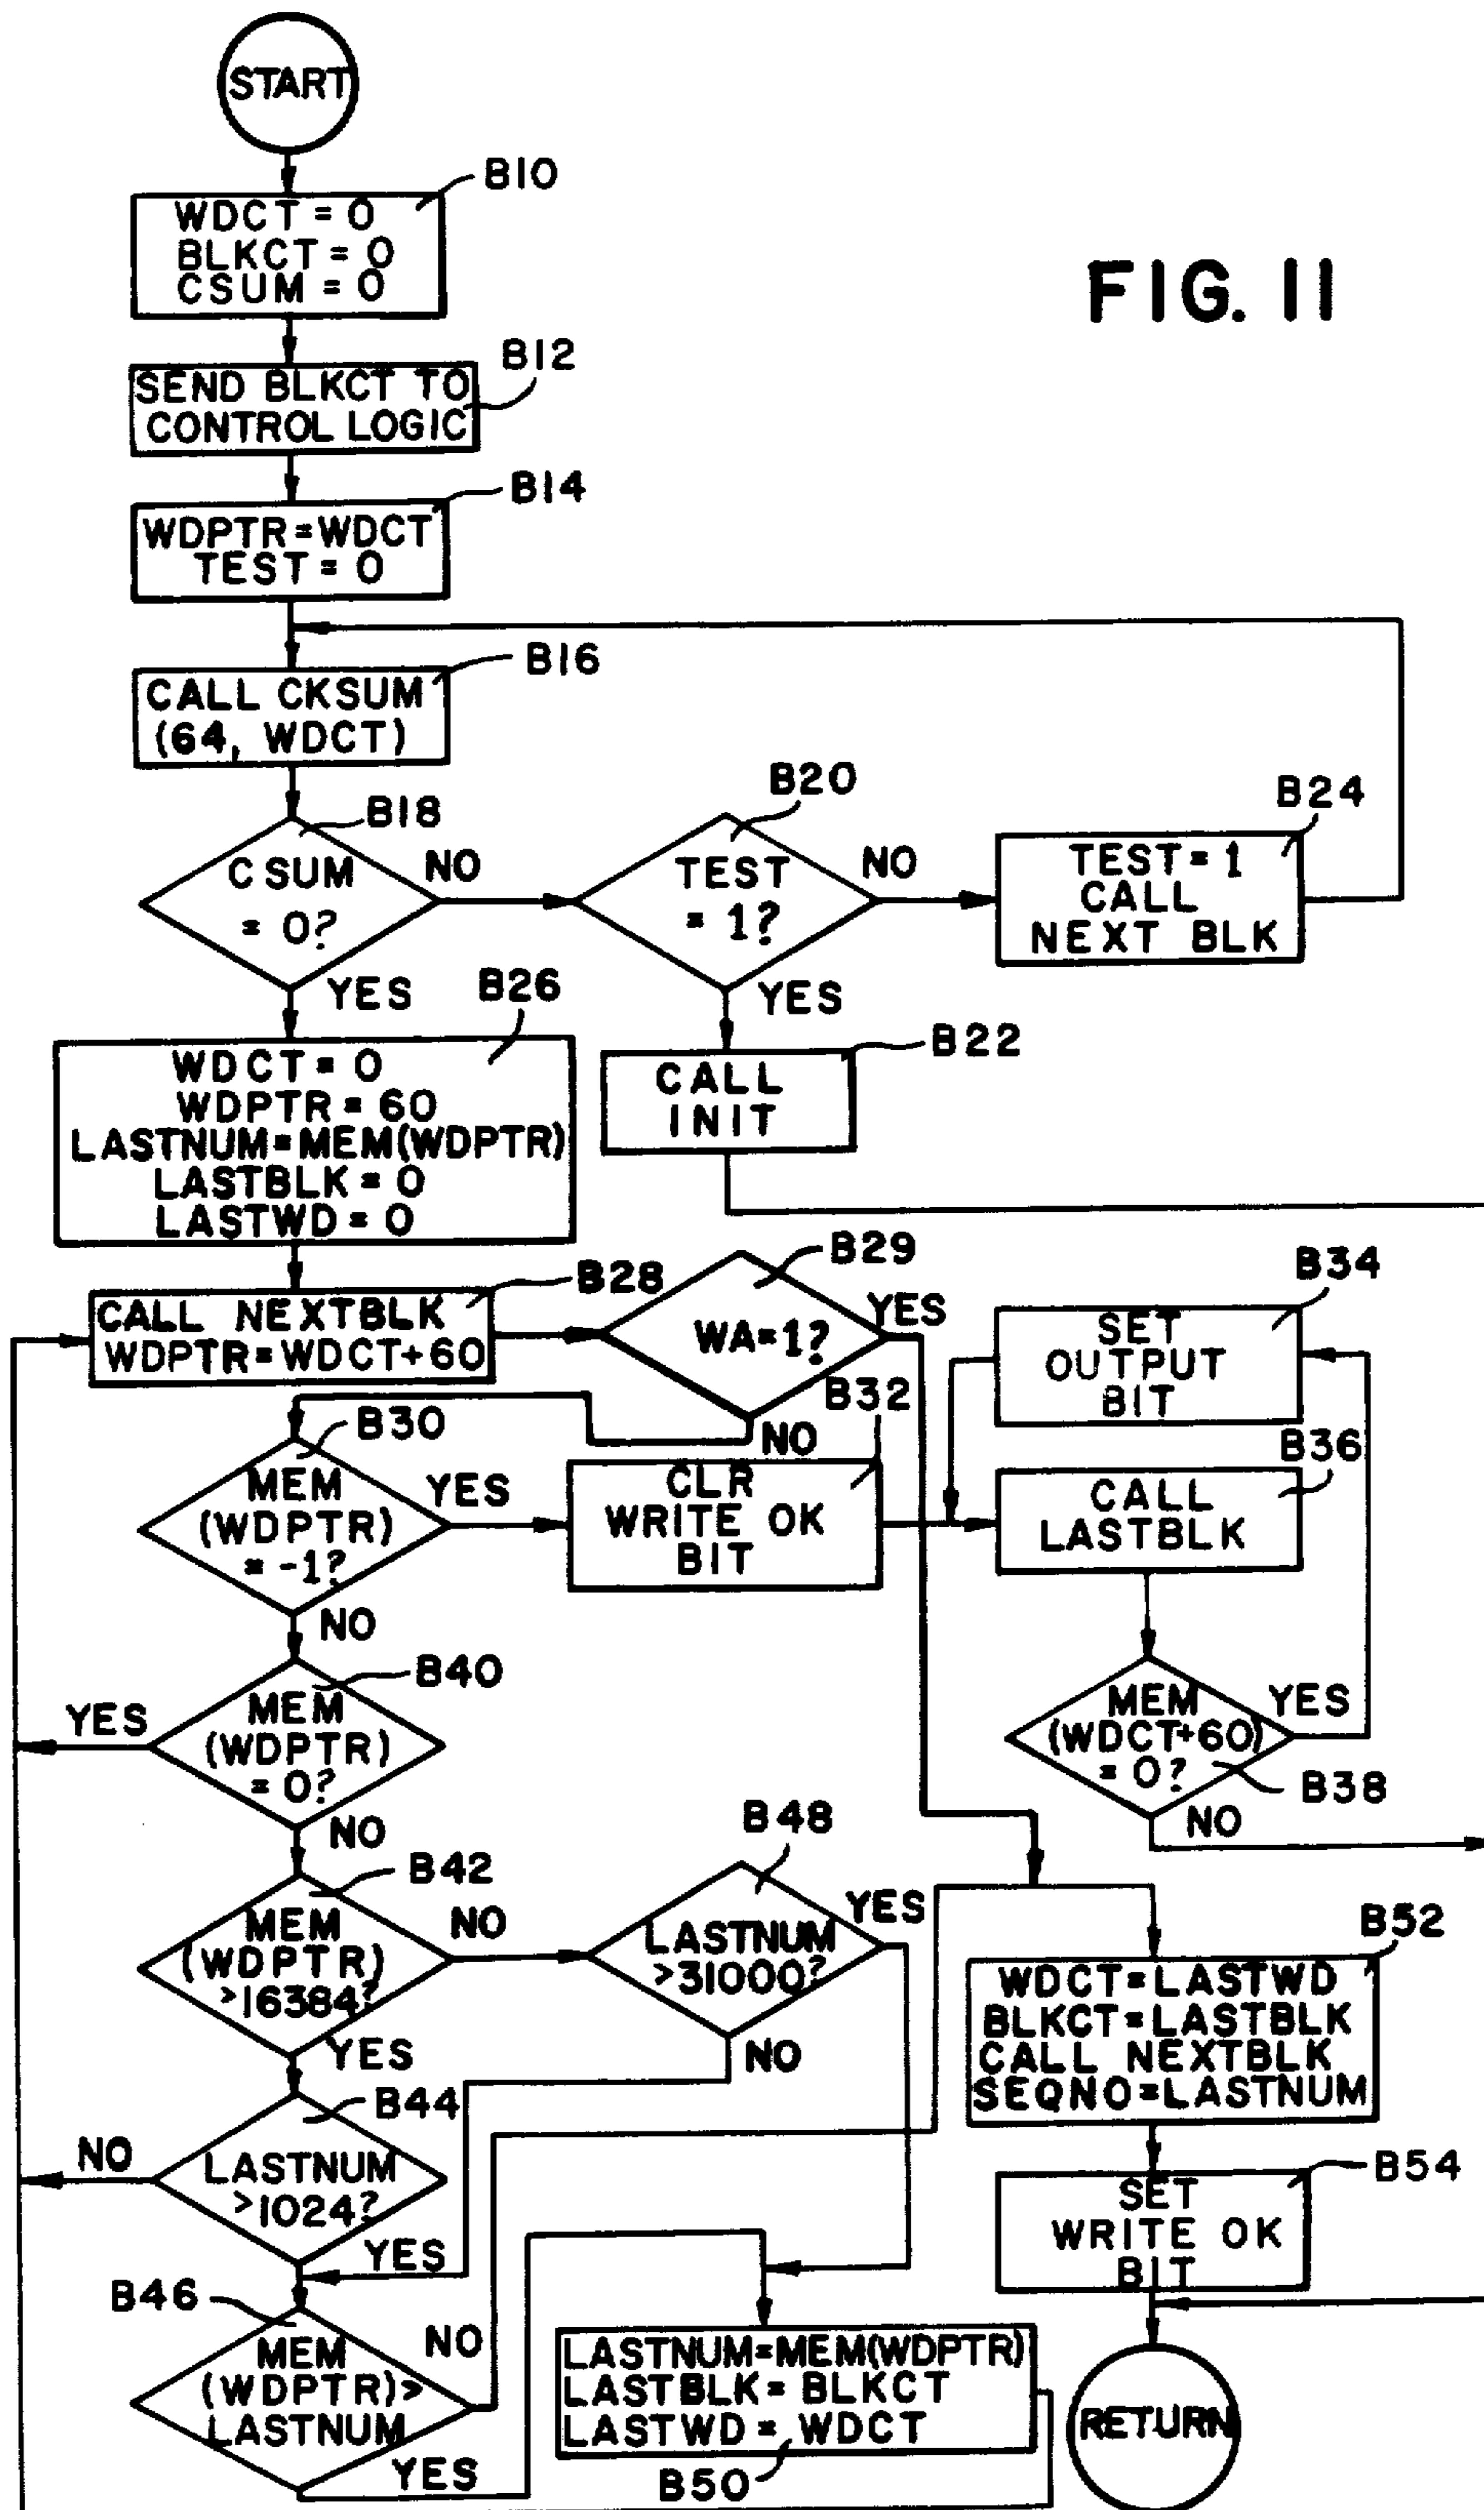 START
B10
WDCT = 0
BLKCT = 0
CSUM = 0
FIG. 11
B12
SEND BLKCT TO
CONTROL LOGIC
B14
WDPTR = WDCT
TEST = 0
B16
CALL CKSUM
(64, WDCT)
B18
CSUM
= 0?
NO
YES
B20
TEST
= 1?
NO
YES
B24
TEST = 1
CALL
NEXT BLK
B26
WDCT = 0
WDPTR = 60
LASTNUM = MEM(WDPTR)
LASTBLK = 0
LASTWD = 0
B22
CALL
INIT
B28
CALL NEXTBLK
WDPTR = WDCT+60
B29
WA=1?
YES
NO
B34
SET
OUTPUT
BIT
B30
MEM
(WDPTR)
= -1?
YES
NO
B32
CLR
WRITE OK
BIT
B36
CALL
LASTBLK
B40
MEM
(WDPTR)
= 0?
YES
NO
B38
MEM
(WDCT+60)
= 0?
YES
NO
B42
MEM
(WDPTR)
>16384?
NO
YES
B48
LASTNUM
>31000?
YES
NO
B52
WDCT = LASTWD
BLKCT = LASTBLK
CALL NEXTBLK
SEQNO = LASTNUM
B44
LASTNUM
>1024?
NO
YES
B54
SET
WRITE OK
BIT
B46
MEM
(WDPTR)>
LASTNUM
NO
YES
LASTNUM = MEM(WDPTR)
LASTBLK = BLKCT
LASTWD = WDCT
B50
RETURN